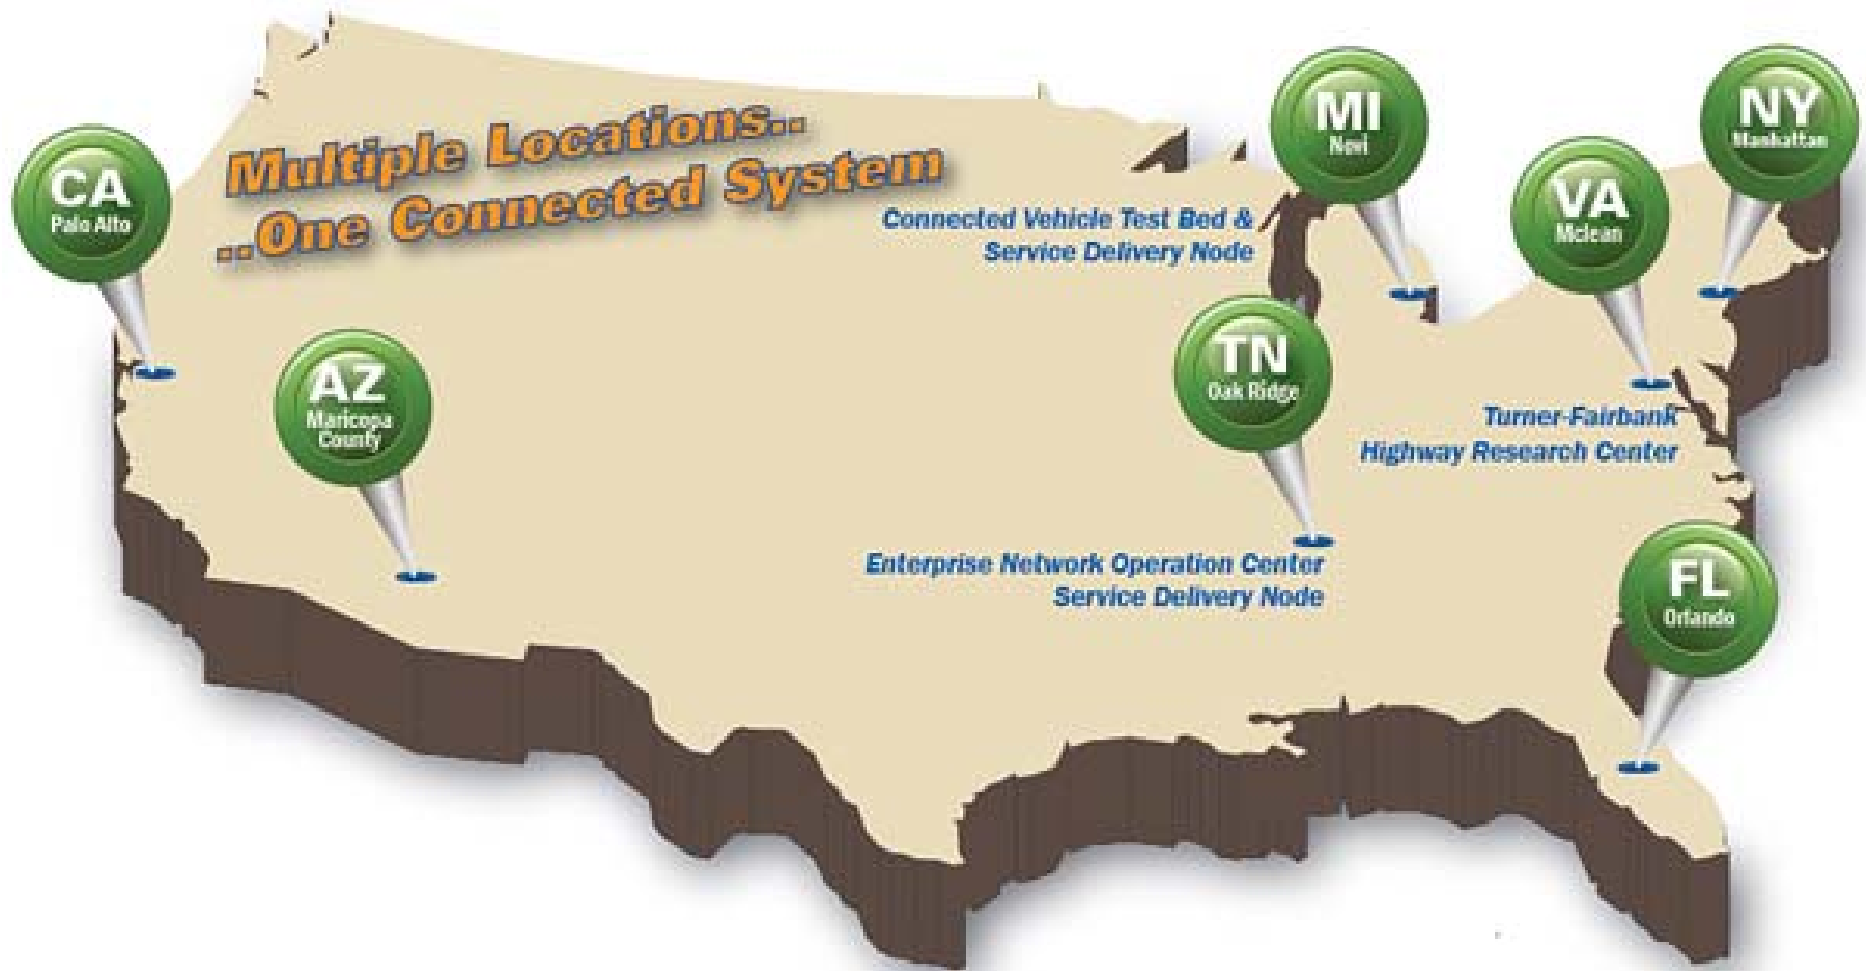 Multiple Locations..
..One Connected System
CA
Palo Alto
AZ
Maricopa
County
MI
Novi
Connected Vehicle Test Bed &
Service Delivery Node
NY
Manhattan
VA
Mclean
Turner-Fairbank
Highway Research Center
TN
Oak Ridge
Enterprise Network Operation Center
Service Delivery Node
FL
Orlando